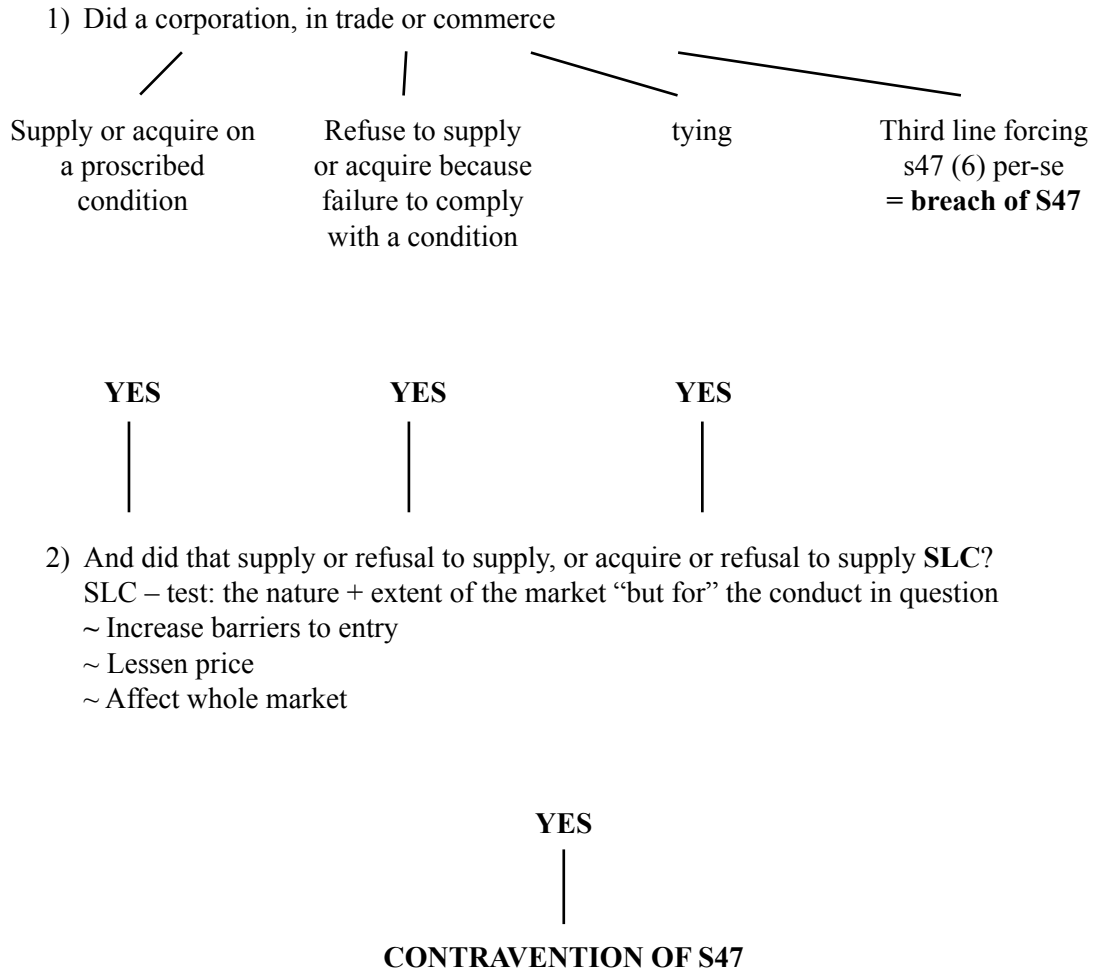 1) Did a corporation, in trade or commerce
Supply or acquire on
a proscribed
condition
Refuse to supply
or acquire because
failure to comply
with a condition
tying
Third line forcing
s47 (6) per-se
= breach of S47
YES
YES
YES
2) And did that supply or refusal to supply, or acquire or refusal to supply SLC?
SLC – test: the nature + extent of the market “but for” the conduct in question
~ Increase barriers to entry
~ Lessen price
~ Affect whole market
YES
CONTRAVENTION OF S47